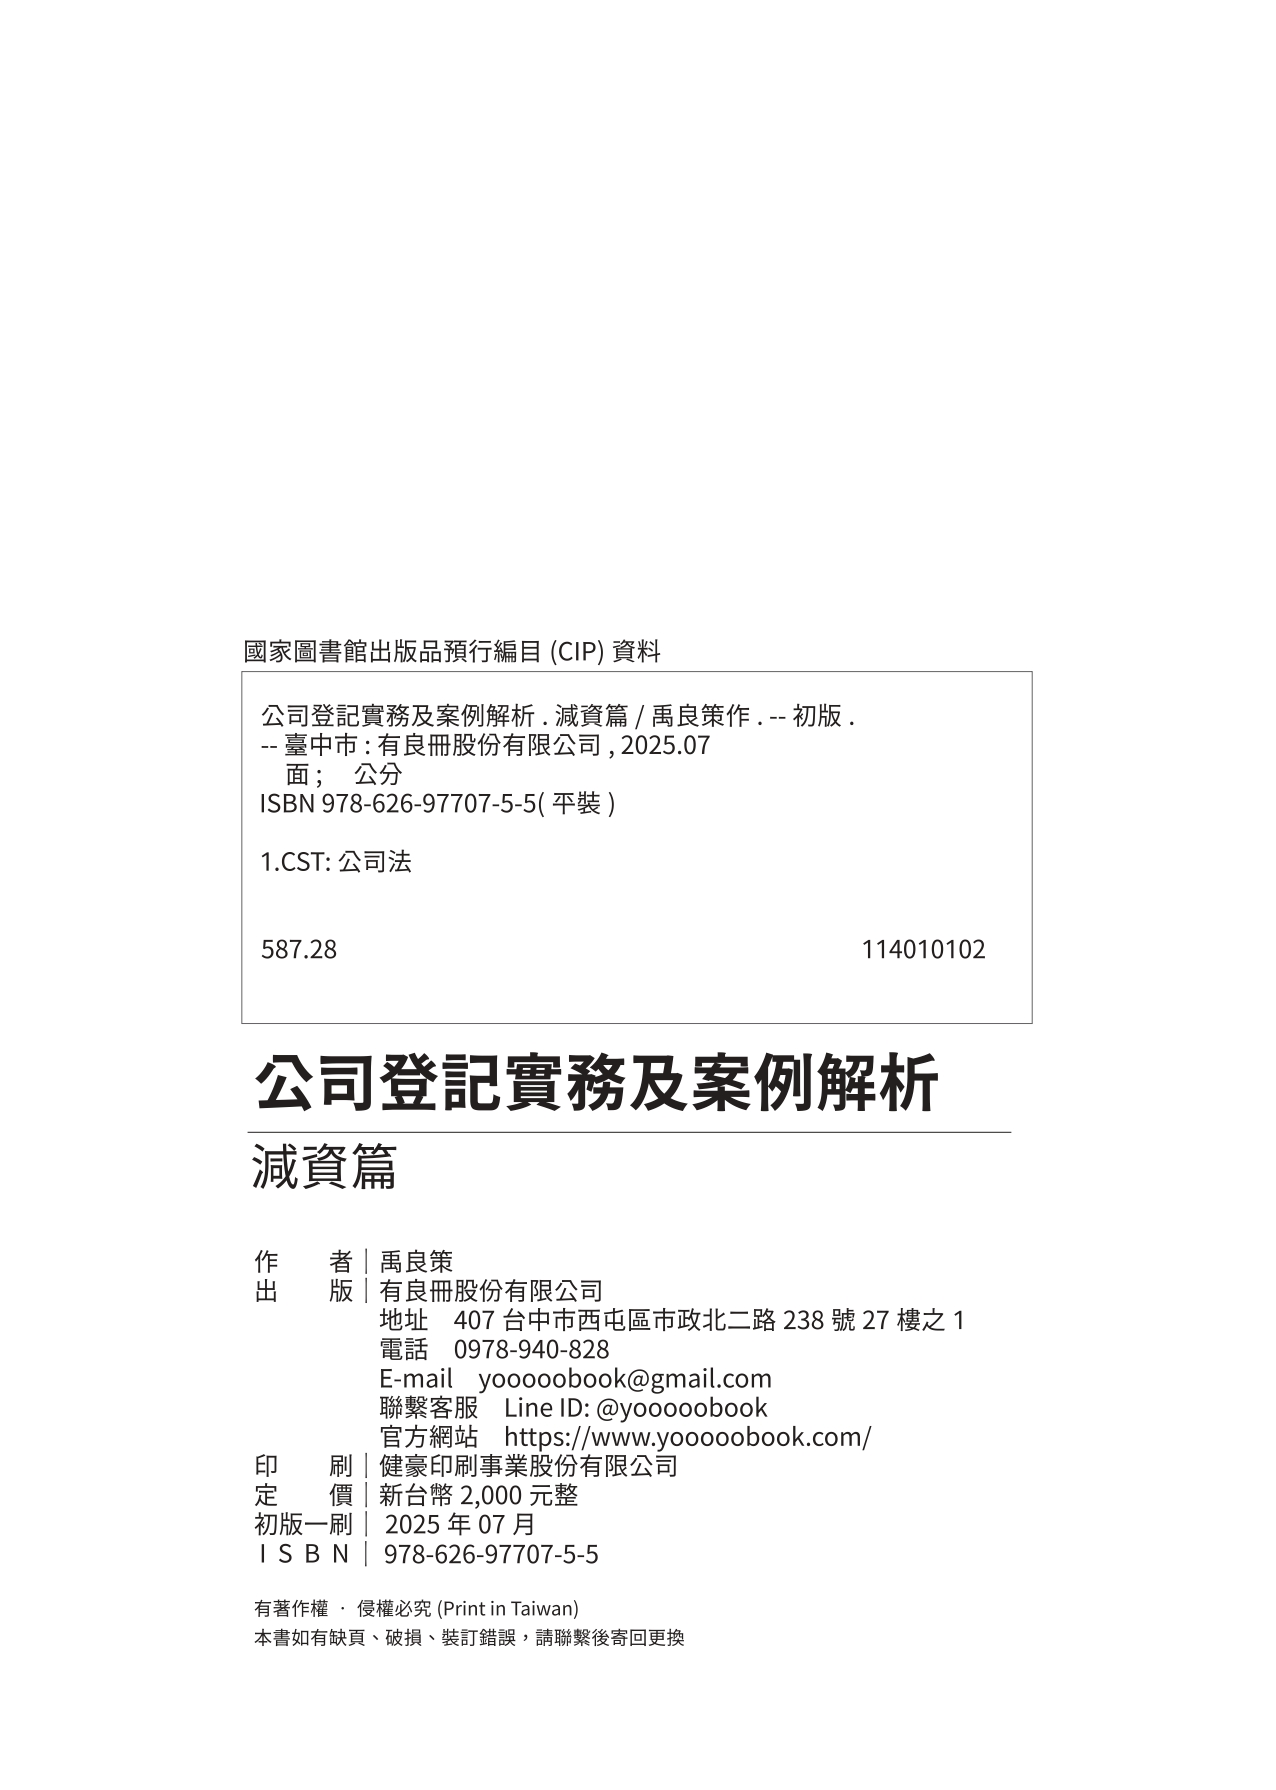 國家圖書館出版品預行編目 (CIP) 資料
公司登記實務及案例解析 . 減資篇 / 禹良策作 . -- 初版 .
-- 臺中市 : 有良冊股份有限公司 , 2025.07
面 ;　公分
ISBN 978-626-97707-5-5( 平裝 )
1.CST: 公司法
587.28　114010102
公司登記實務及案例解析
減資篇
作　　者｜禹良策
出　　版｜有良冊股份有限公司
地址　407 台中市西屯區市政北二路 238 號 27 樓之 1
電話　0978-940-828
E-mail　yooooobook@gmail.com
聯繫客服　Line ID: @yooooobook
官方網站　https://www.yooooobook.com/
印　　刷｜健豪印刷事業股份有限公司
定　　價｜新台幣 2,000 元整
初版一刷｜ 2025 年 07 月
I S B N｜ 978-626-97707-5-5
有著作權 ‧ 侵權必究 (Print in Taiwan)
本書如有缺頁、破損、裝訂錯誤，請聯繫後寄回更換